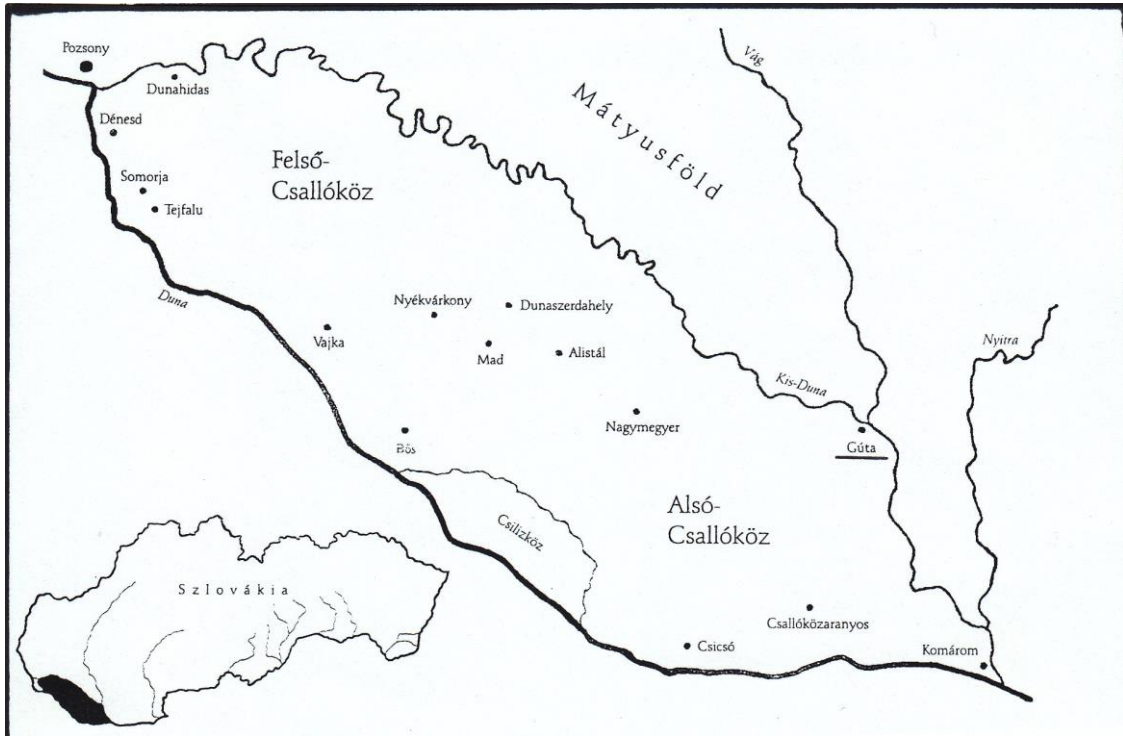 Pozsony
Dunahidas
Vág
Mátyusföld
Dénesd
Felső-
Csallóköz
Somorja
Tejfalu
Duna
Nyékvárkony
Dunaszerdahely
Vajka
Mad
Alistál
Nyitra
Kis-Duna
Nagymegyer
Gúta
Bős
Alsó-
Csallóköz
Csilizköz
Szlovákia
Csallóközaranyos
Csicsó
Komárom